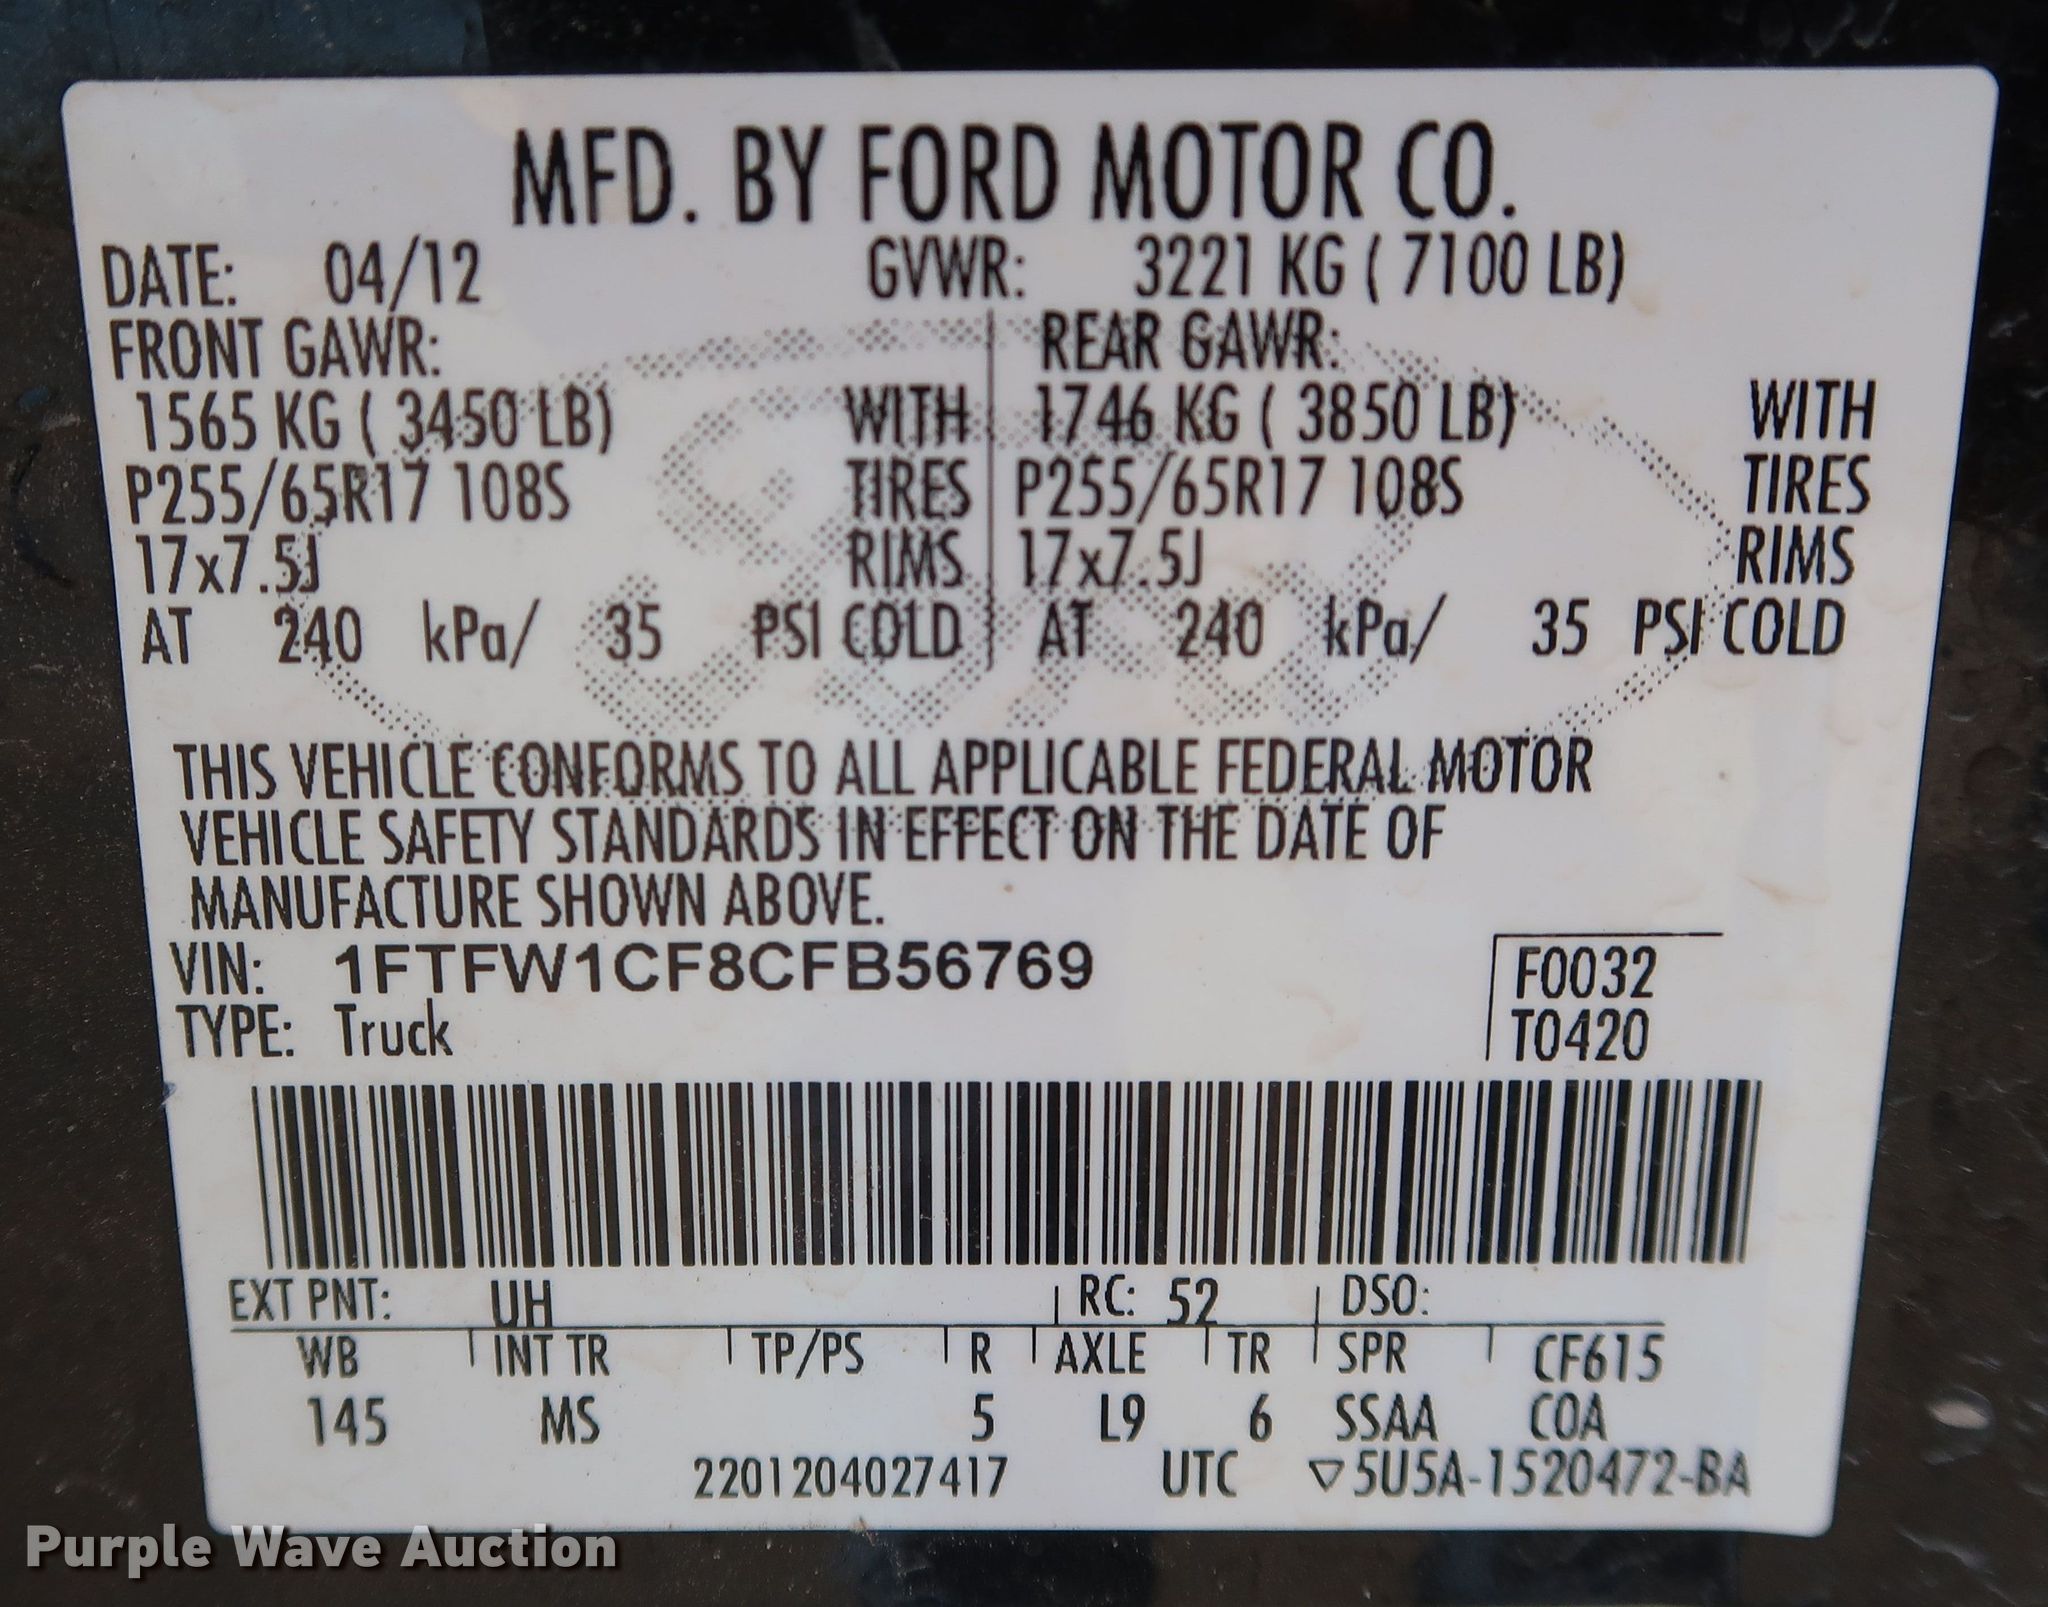 MFD. BY FORD MOTOR CO.
DATE: 04/12 GVWR: 3221 KG ( 7100 LB)
FRONT GAWR: REAR GAWR:
1565 KG ( 3450 LB) WITH 1746 KG ( 3850 LB) WITH
P255/65R17 108S TIRES P255/65R17 108S TIRES
17x7.5J RIMS 17x7.5J RIMS
AT 240 kPa/ 35 PSI COLD AT 240 kPa/ 35 PSI COLD
THIS VEHICLE CONFORMS TO ALL APPLICABLE FEDERAL MOTOR
VEHICLE SAFETY STANDARDS IN EFFECT ON THE DATE OF
MANUFACTURE SHOWN ABOVE.
VIN: 1FTFW1CF8CFB56769 F0032
TYPE: Truck T0420
EXT PNT: UH RC: 52 DSO:
WB INT TR TP/PS R AXLE TR SPR CF615
145 MS 5 L9 6 SSAA COA
2201204027417 UTC ▽5U5A-1520472-BA
Ford
Purple Wave Auction